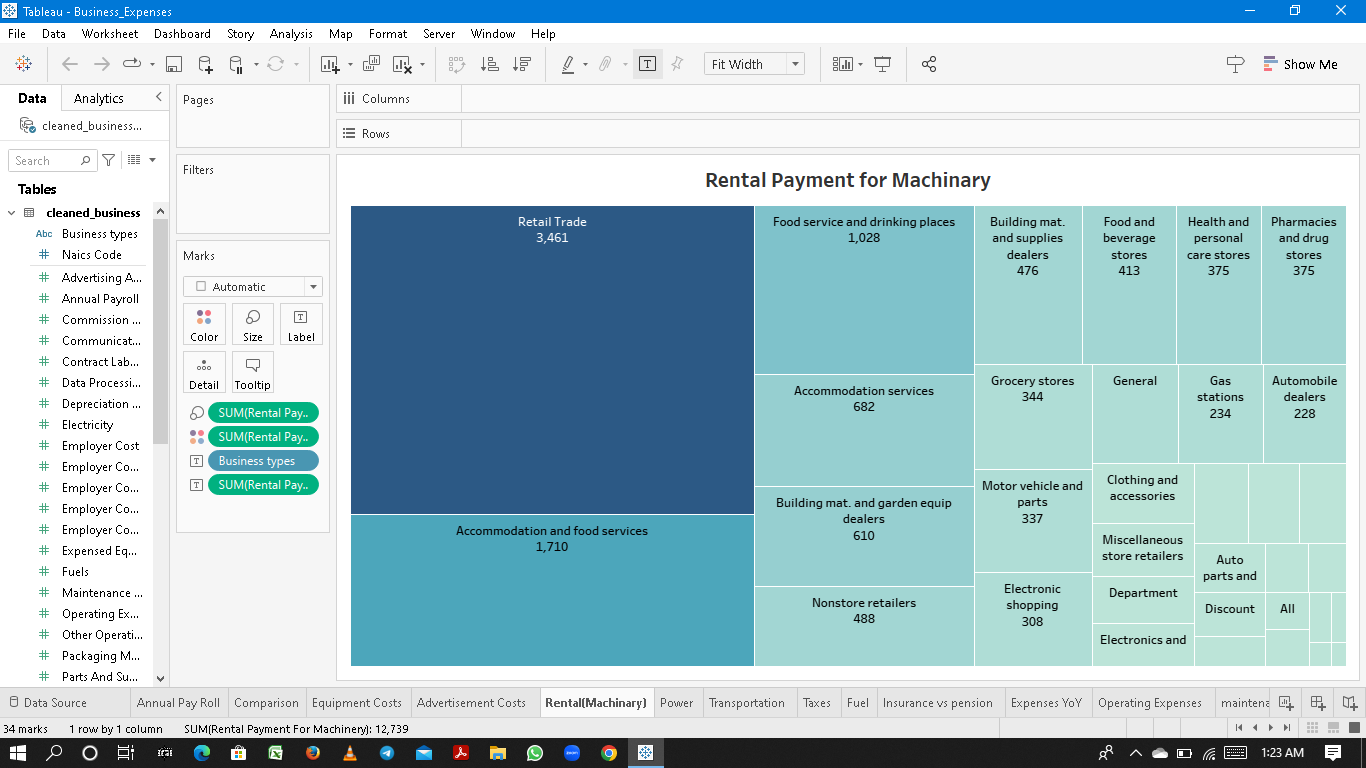 Tableau - Business_Expenses
File Data Worksheet Dashboard Story Analysis Map Format Server Window Help
Fit Width
Show Me
Data Analytics
cleaned_business...
Search
Tables
cleaned_business
Abc Business types
Naics Code
Advertising A...
Annual Payroll
Commission ...
Communicat...
Contract Lab...
Data Processi...
Depreciation ...
Electricity
Employer Cost
Employer Co...
Employer Co...
Employer Co...
Employer Co...
Expensed Eq...
Fuels
Maintenance ...
Operating Ex...
Other Operati...
Packaging M...
Parts And Su...
Pages
Filters
Marks
Automatic
Color Size Label
Detail Tooltip
SUM(Rental Pay..
SUM(Rental Pay..
Business types
SUM(Rental Pay..
Columns
Rows
Rental Payment for Machinary
Retail Trade
3,461
Accommodation and food services
1,710
Food service and drinking places
1,028
Accommodation services
682
Building mat. and garden equip
dealers
610
Nonstore retailers
488
Building mat.
and supplies
dealers
476
Food and
beverage
stores
413
Health and
personal
care stores
375
Pharmacies
and drug
stores
375
Grocery stores
344
Motor vehicle and
parts
337
Electronic
shopping
308
General
Gas
stations
234
Automobile
dealers
228
Clothing and
accessories
Miscellaneous
store retailers
Department
Electronics and
Auto
parts and
Discount
All
Data Source Annual Pay Roll Comparison Equipment Costs Advertisement Costs Rental(Machinary) Power Transportation Taxes Fuel Insurance vs pension Expenses YoY Operating Expenses maintena
34 marks 1 row by 1 column SUM(Rental Payment For Machinary): 12,739
1:23 AM